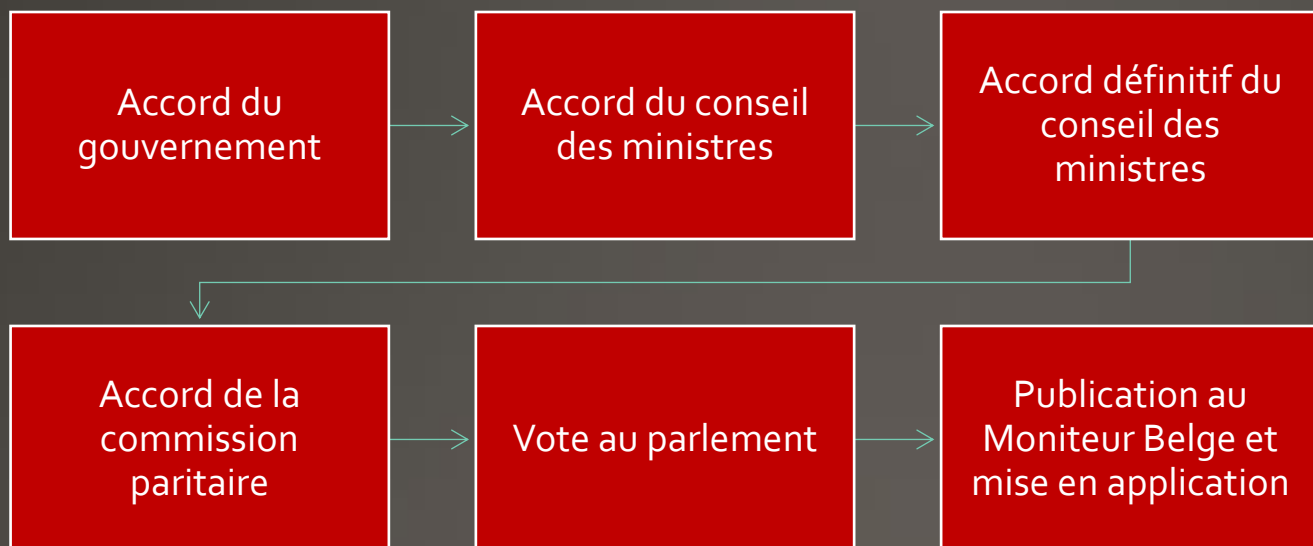 Accord du
gouvernement
Accord du conseil
des ministres
Accord définitif du
conseil des
ministres
Accord de la
commission
paritaire
Vote au parlement
Publication au
Moniteur Belge et
mise en application